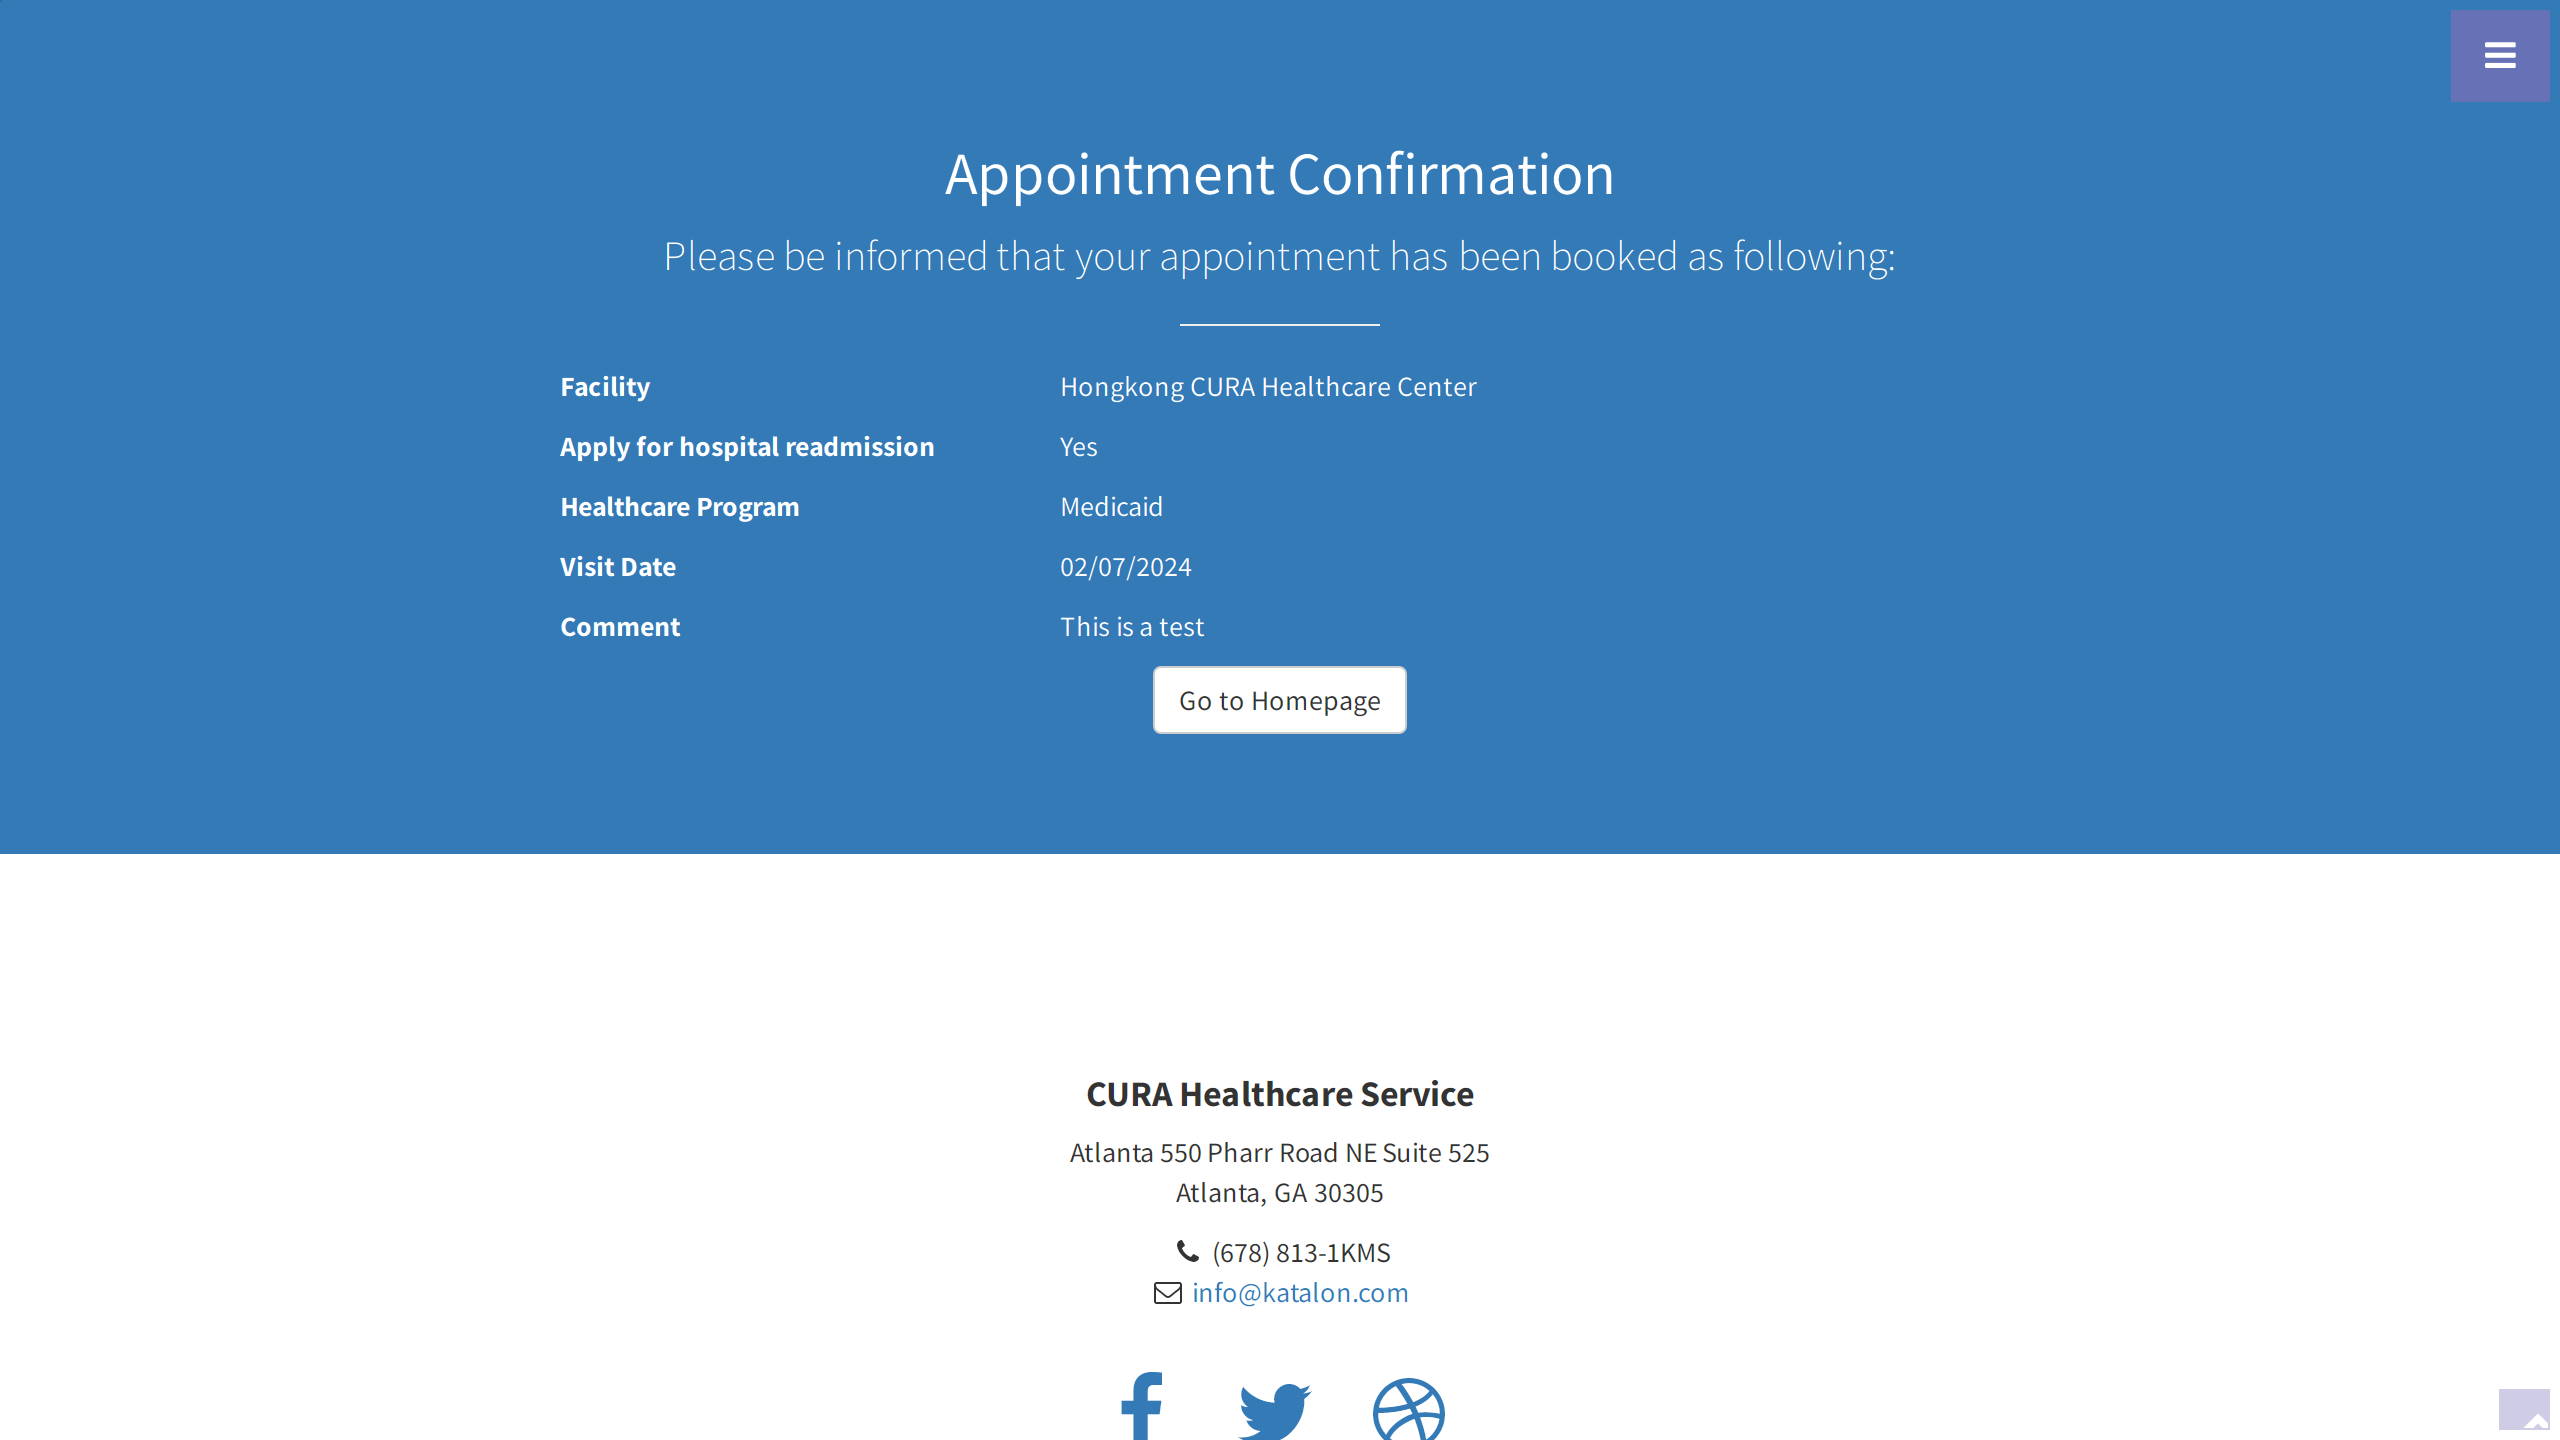 Appointment Confirmation
Please be informed that your appointment has been booked as following:
Facility Hongkong CURA Healthcare Center
Apply for hospital readmission Yes
Healthcare Program Medicaid
Visit Date 02/07/2024
Comment This is a test
Go to Homepage
CURA Healthcare Service
Atlanta 550 Pharr Road NE Suite 525
Atlanta, GA 30305
(678) 813-1KMS
info@katalon.com